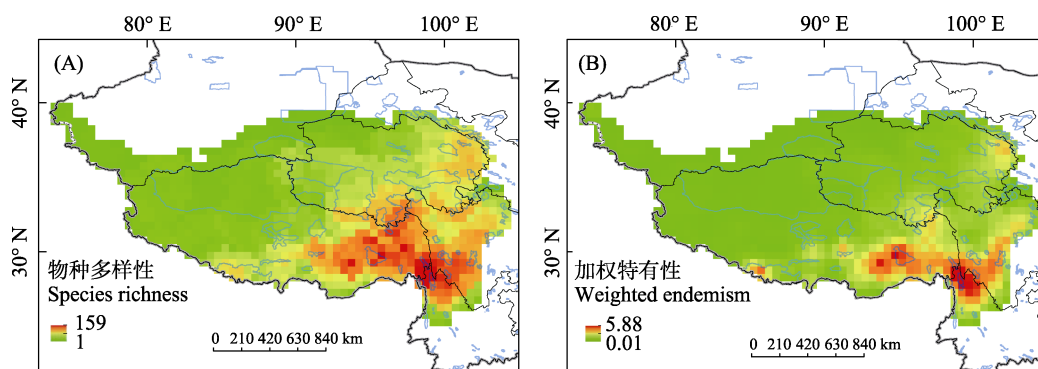 80° E 90° E 100° E
(A)
40° N
30° N
物种多样性
Species richness
159
1
0 210 420 630 840 km
80° E 90° E 100° E
(B)
40° N
30° N
加权特有性
Weighted endemism
5.88
0.01
0 210 420 630 840 km